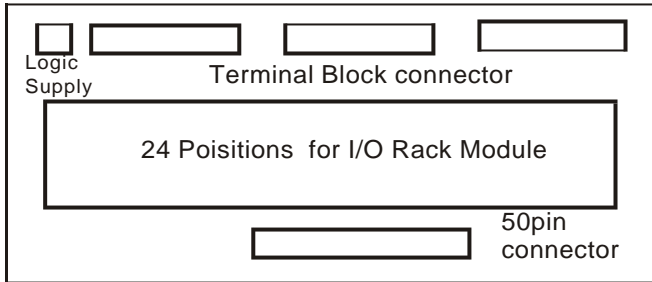 Logic
Supply
Terminal Block connector
24 Poisitions for I/O Rack Module
50pin
connector